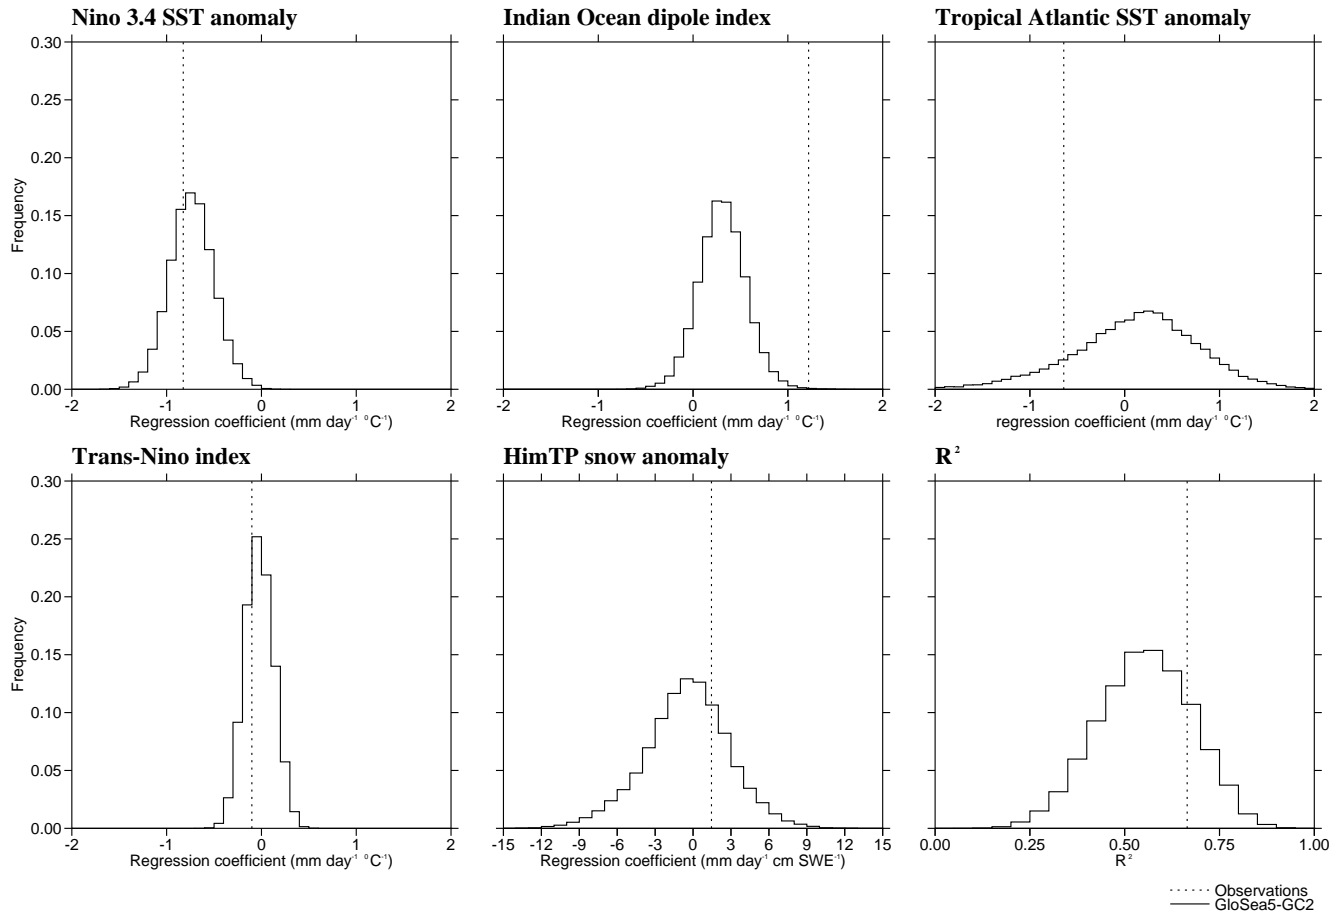 Nino 3.4 SST anomaly
Indian Ocean dipole index
Tropical Atlantic SST anomaly
0.30
0.25
0.20
0.15
0.10
0.05
0.00
Frequency
-2 -1 0 1 2
-2 -1 0 1 2
-2 -1 0 1 2
Regression coefficient (mm day⁻¹ °C⁻¹)
Regression coefficient (mm day⁻¹ °C⁻¹)
regression coefficient (mm day⁻¹ °C⁻¹)
Trans-Nino index
HimTP snow anomaly
R²
0.30
0.25
0.20
0.15
0.10
0.05
0.00
Frequency
-2 -1 0 1 2
-15 -12 -9 -6 -3 0 3 6 9 12 15
0.00 0.25 0.50 0.75 1.00
Regression coefficient (mm day⁻¹ °C⁻¹)
Regression coefficient (mm day⁻¹ cm SWE⁻¹)
R²
Observations
GloSea5-GC2